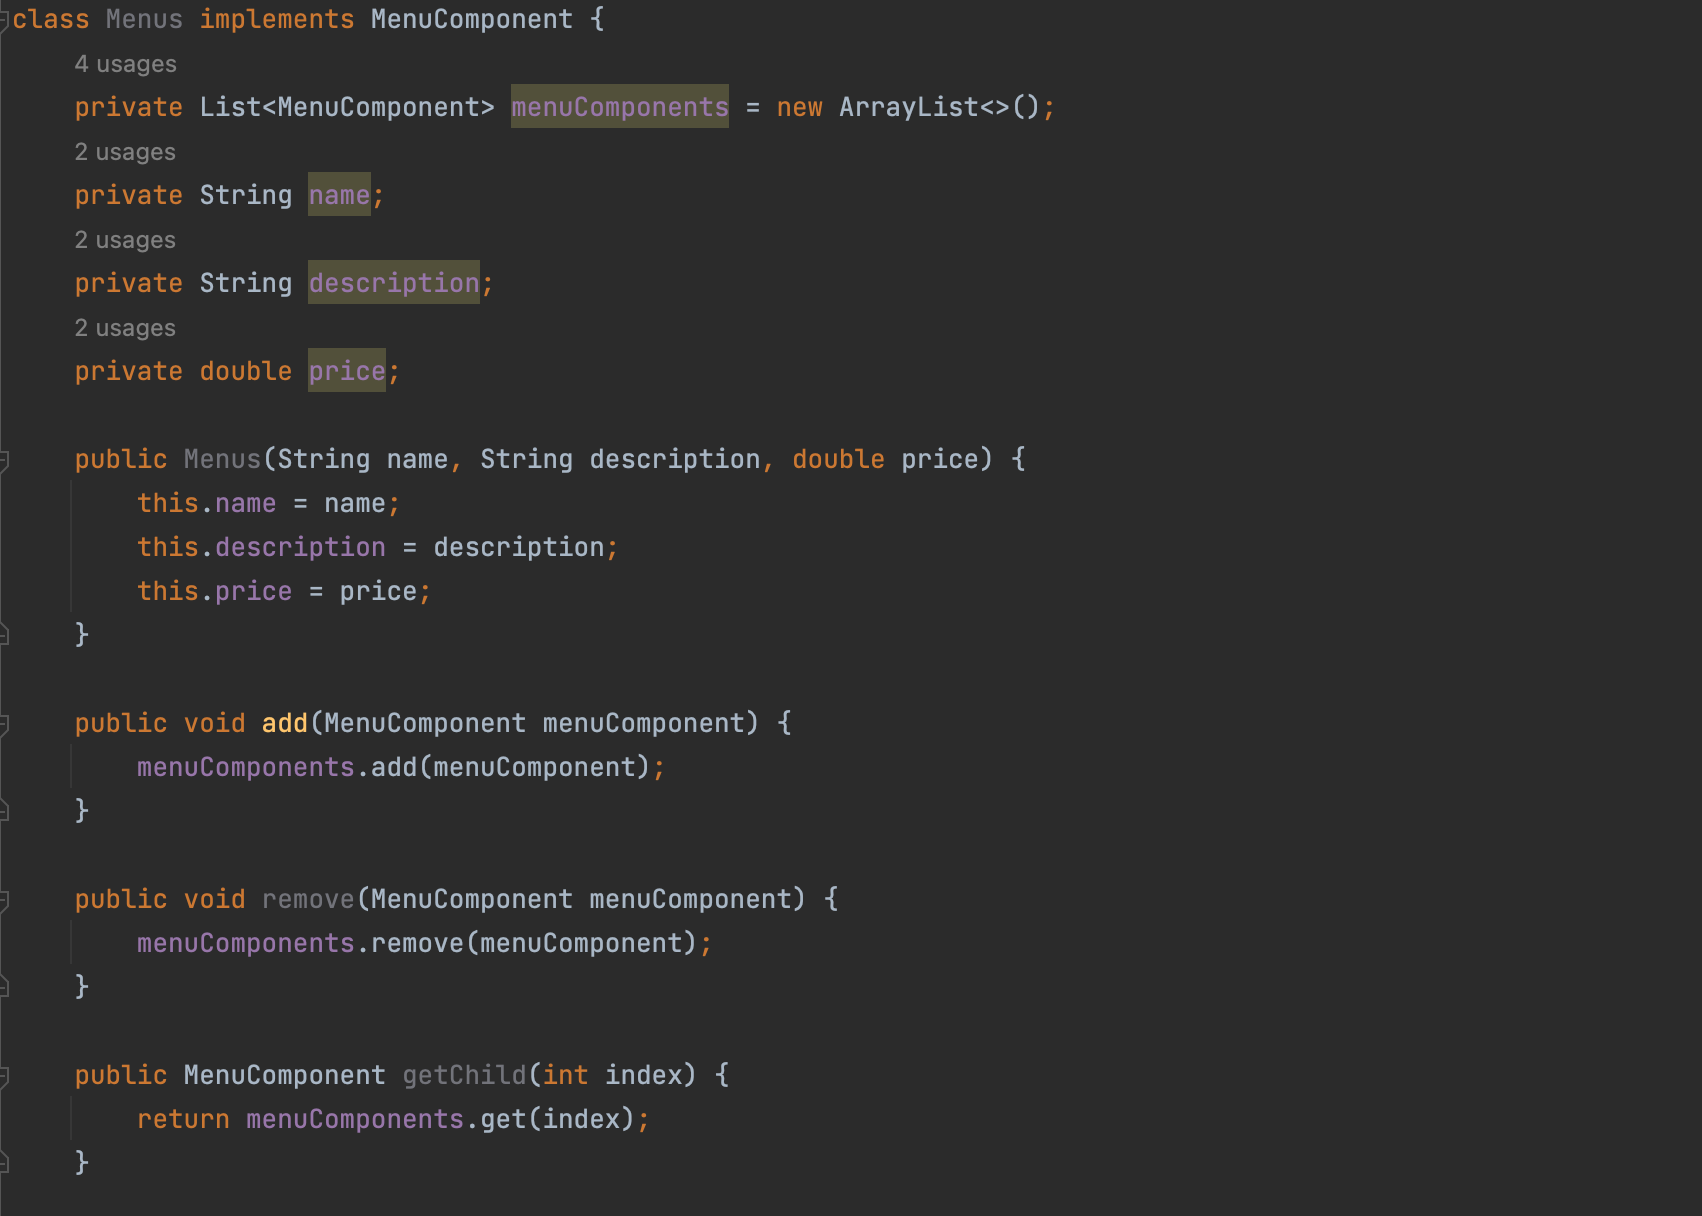 class Menus implements MenuComponent {
4 usages
private List<MenuComponent> menuComponents = new ArrayList<>();
2 usages
private String name;
2 usages
private String description;
2 usages
private double price;
public Menus(String name, String description, double price) {
this.name = name;
this.description = description;
this.price = price;
}
public void add(MenuComponent menuComponent) {
menuComponents.add(menuComponent);
}
public void remove(MenuComponent menuComponent) {
menuComponents.remove(menuComponent);
}
public MenuComponent getChild(int index) {
return menuComponents.get(index);
}